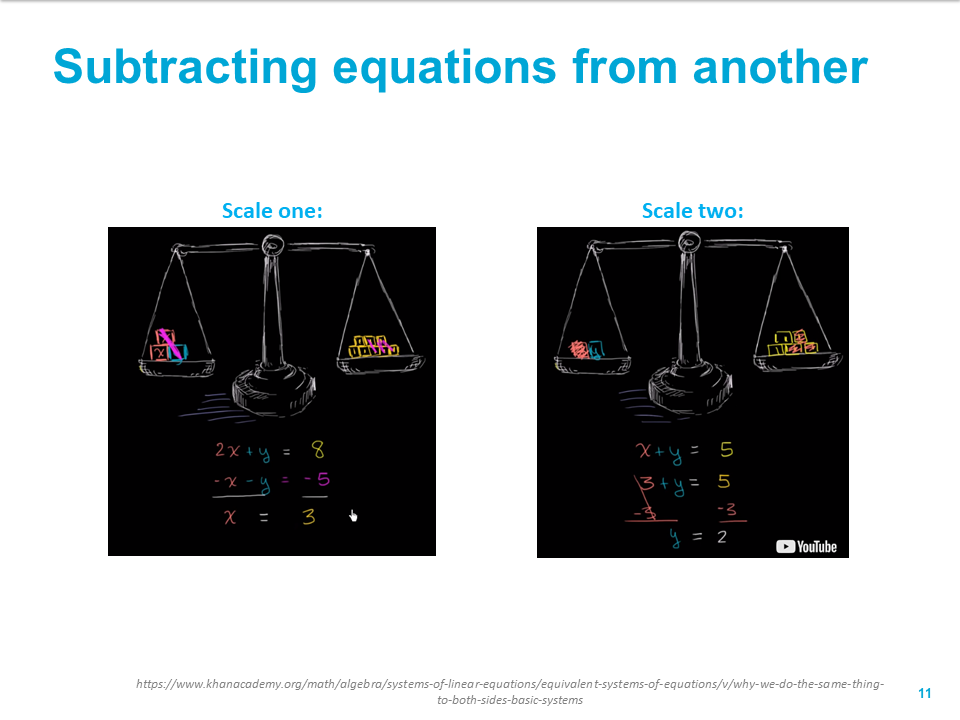 Subtracting equations from another
Scale one:
Scale two:
2x + y = 8
-x - y = -5
x = 3
x + y = 5
3 + y = 5
-3 -3
y = 2
YouTube
https://www.khanacademy.org/math/algebra/systems-of-linear-equations/equivalent-systems-of-equations/v/why-we-do-the-same-thing-
to-both-sides-basic-systems
11